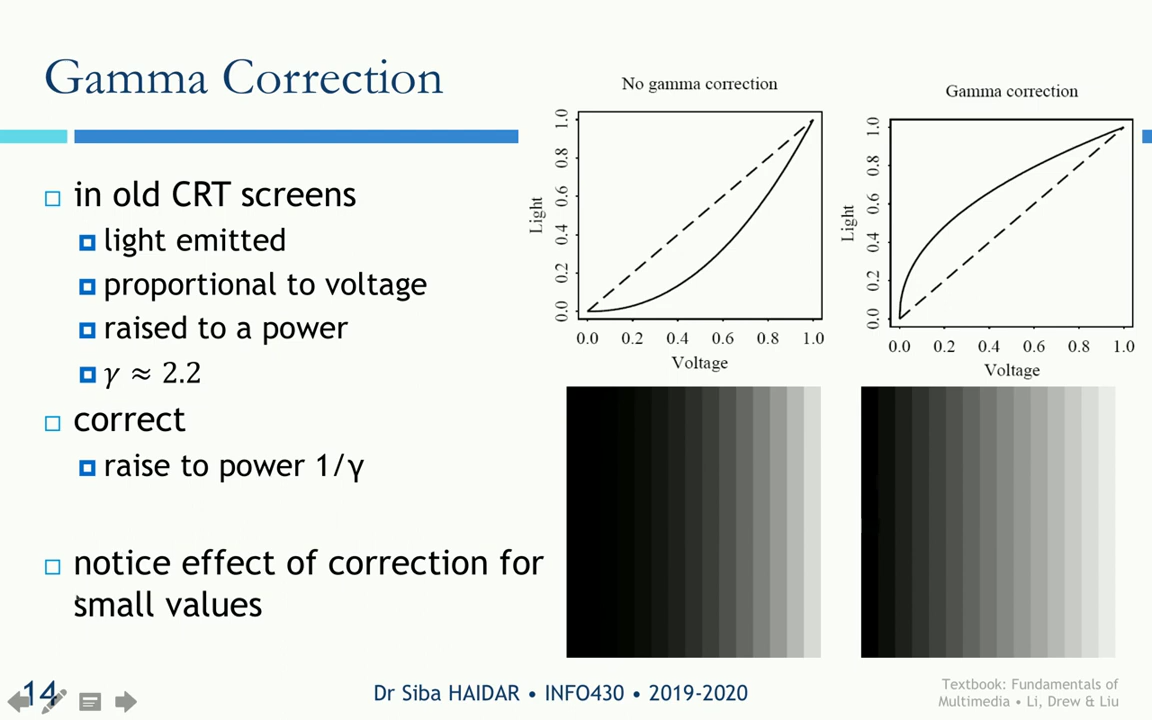 Gamma Correction
in old CRT screens
light emitted
proportional to voltage
raised to a power
γ ≈ 2.2
correct
raise to power 1/γ
notice effect of correction for
small values
No gamma correction
Light
0.0 0.2 0.4 0.6 0.8 1.0
0.0 0.2 0.4 0.6 0.8 1.0
Voltage
Gamma correction
Light
0.0 0.2 0.4 0.6 0.8 1.0
0.0 0.2 0.4 0.6 0.8 1.0
Voltage
14
Dr Siba HAIDAR • INFO430 • 2019-2020
Textbook: Fundamentals of
Multimedia • Li, Drew & Liu